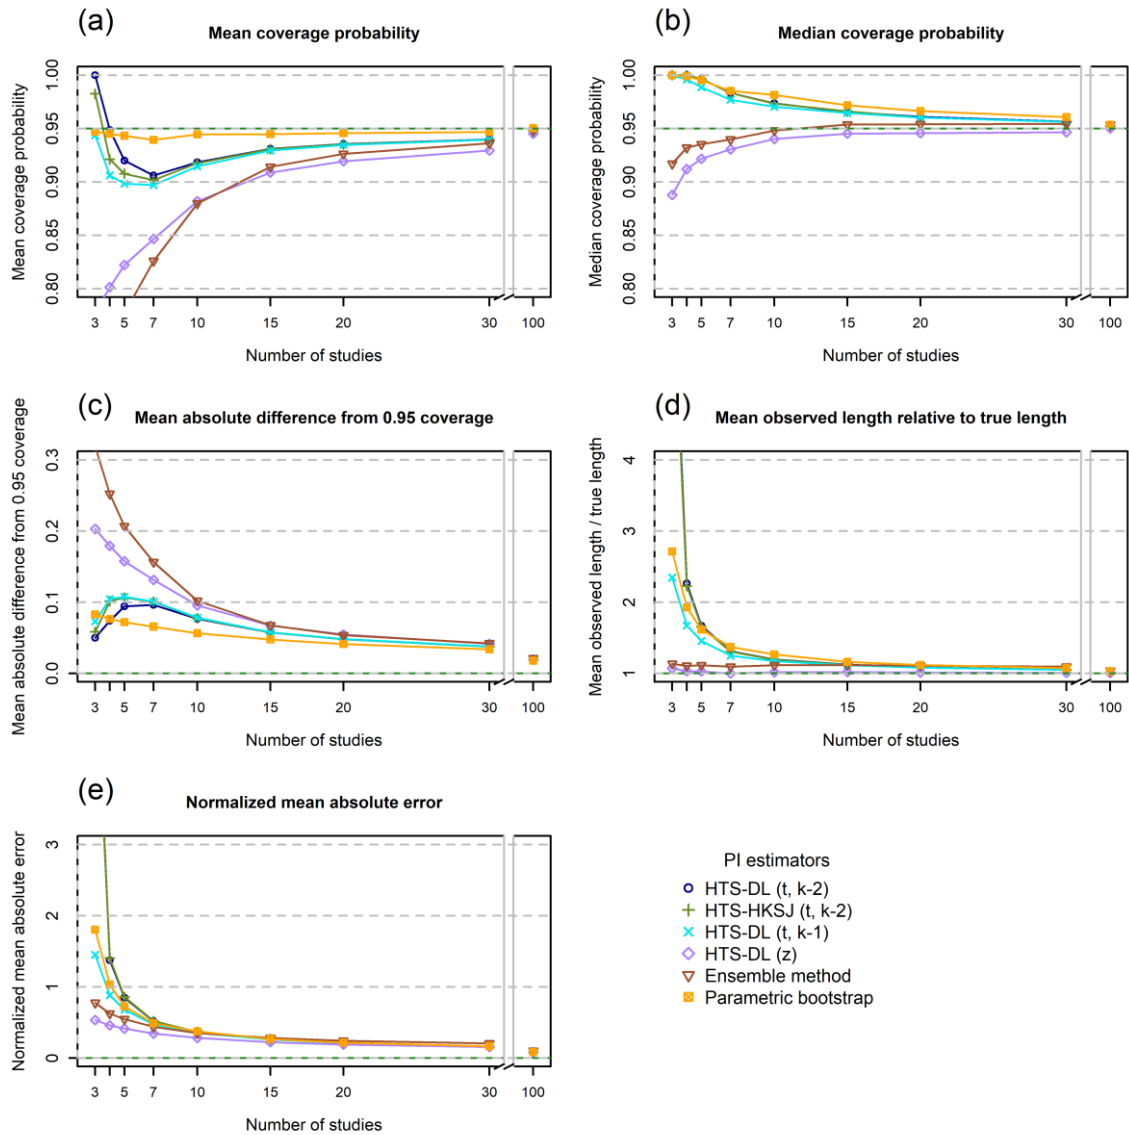 (a)
Mean coverage probability
Mean coverage probability
1.00
0.95
0.90
0.85
0.80
3 5 7 10 15 20 30 100
Number of studies
(b)
Median coverage probability
Median coverage probability
1.00
0.95
0.90
0.85
0.80
3 5 7 10 15 20 30 100
Number of studies
(c)
Mean absolute difference from 0.95 coverage
Mean absolute difference from 0.95 coverage
0.3
0.2
0.1
0.0
3 5 7 10 15 20 30 100
Number of studies
(d)
Mean observed length relative to true length
Mean observed length / true length
4
3
2
1
3 5 7 10 15 20 30 100
Number of studies
(e)
Normalized mean absolute error
Normalized mean absolute error
3
2
1
0
3 5 7 10 15 20 30 100
Number of studies
PI estimators
HTS-DL (t, k-2)
HTS-HKSJ (t, k-2)
HTS-DL (t, k-1)
HTS-DL (z)
Ensemble method
Parametric bootstrap